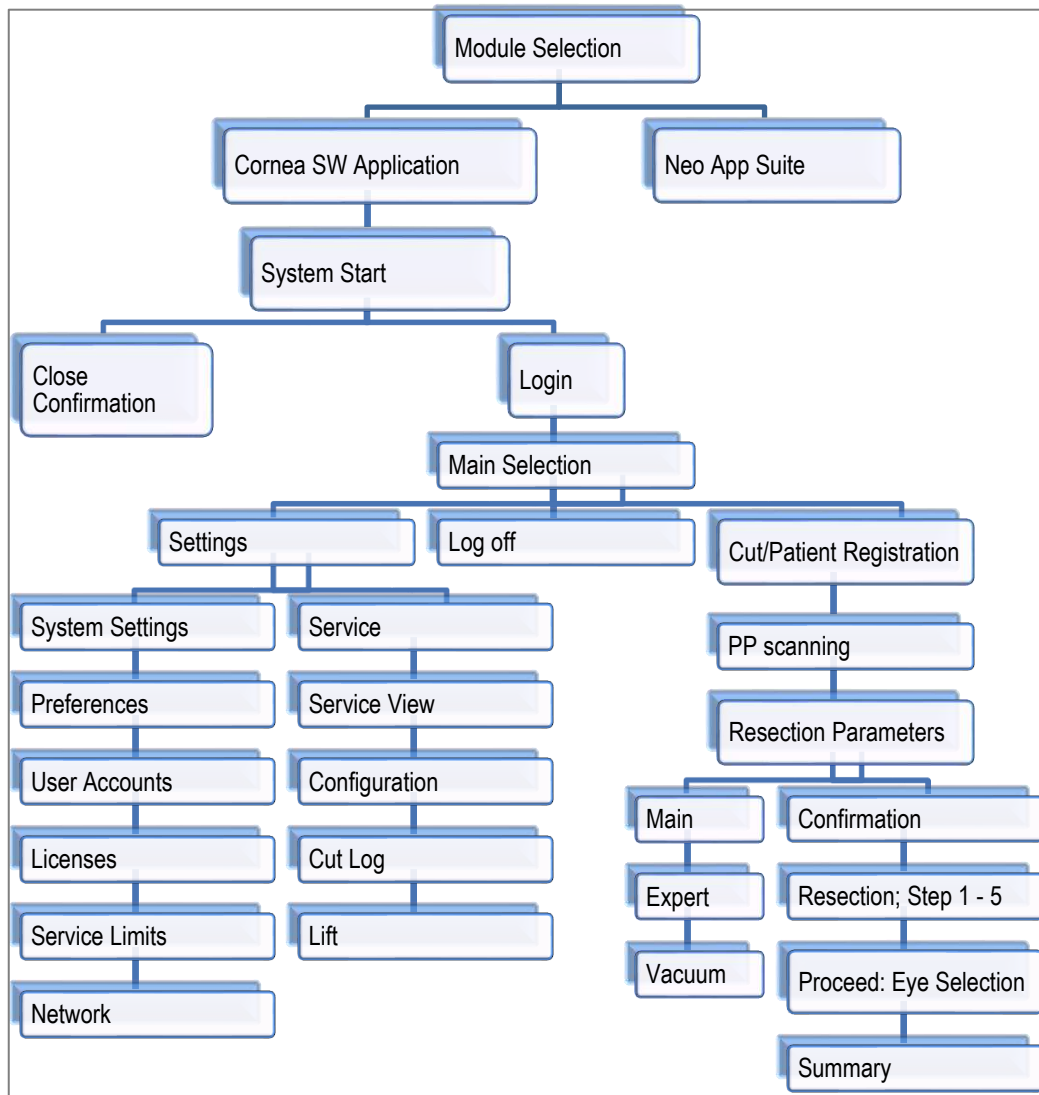 Module Selection
Cornea SW Application
Neo App Suite
System Start
Close
Confirmation
Login
Main Selection
Settings
Log off
Cut/Patient Registration
System Settings
Service
PP scanning
Preferences
Service View
Resection Parameters
User Accounts
Configuration
Main
Confirmation
Licenses
Cut Log
Expert
Resection; Step 1 - 5
Service Limits
Lift
Vacuum
Proceed: Eye Selection
Network
Summary